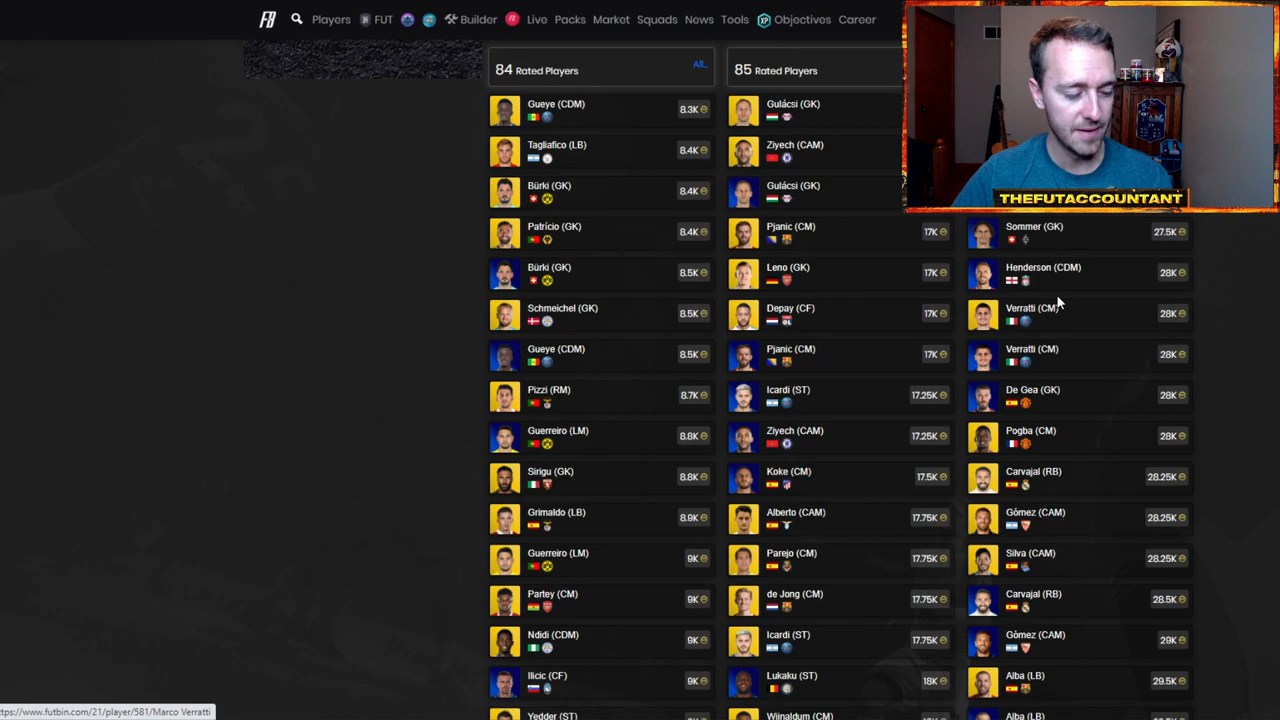 Players
FUT
Builder
Live
Packs
Market
Squads
News
Tools
XP
Objectives
Career
84 Rated Players
All..
Gueye (CDM)
8.3K
Tagliafico (LB)
8.4K
Bürki (GK)
8.4K
Patrício (GK)
8.4K
Bürki (GK)
8.5K
Schmeichel (GK)
8.5K
Gueye (CDM)
8.5K
Pizzi (RM)
8.7K
Guerreiro (LM)
8.8K
Sirigu (GK)
8.8K
Grimaldo (LB)
8.9K
Guerreiro (LM)
9K
Partey (CM)
9K
Ndidi (CDM)
9K
Ilicic (CF)
9K
Yedder (ST)
85 Rated Players
Gulácsi (GK)
Ziyech (CAM)
Gulácsi (GK)
Pjanic (CM)
17K
Leno (GK)
17K
Depay (CF)
17K
Pjanic (CM)
17K
Icardi (ST)
17.25K
Ziyech (CAM)
17.25K
Koke (CM)
17.5K
Alberto (CAM)
17.75K
Parejo (CM)
17.75K
de Jong (CM)
17.75K
Icardi (ST)
17.75K
Lukaku (ST)
18K
Wijnaldum (CM)
THEFUTACCOUNTANT
Sommer (GK)
27.5K
Henderson (CDM)
28K
Verratti (CM)
28K
Verratti (CM)
28K
De Gea (GK)
28K
Pogba (CM)
28K
Carvajal (RB)
28.25K
Gómez (CAM)
28.25K
Silva (CAM)
28.25K
Carvajal (RB)
28.5K
Gómez (CAM)
29K
Alba (LB)
29.5K
Alba (LB)
ttps://www.futbin.com/21/player/581/Marco Verratti